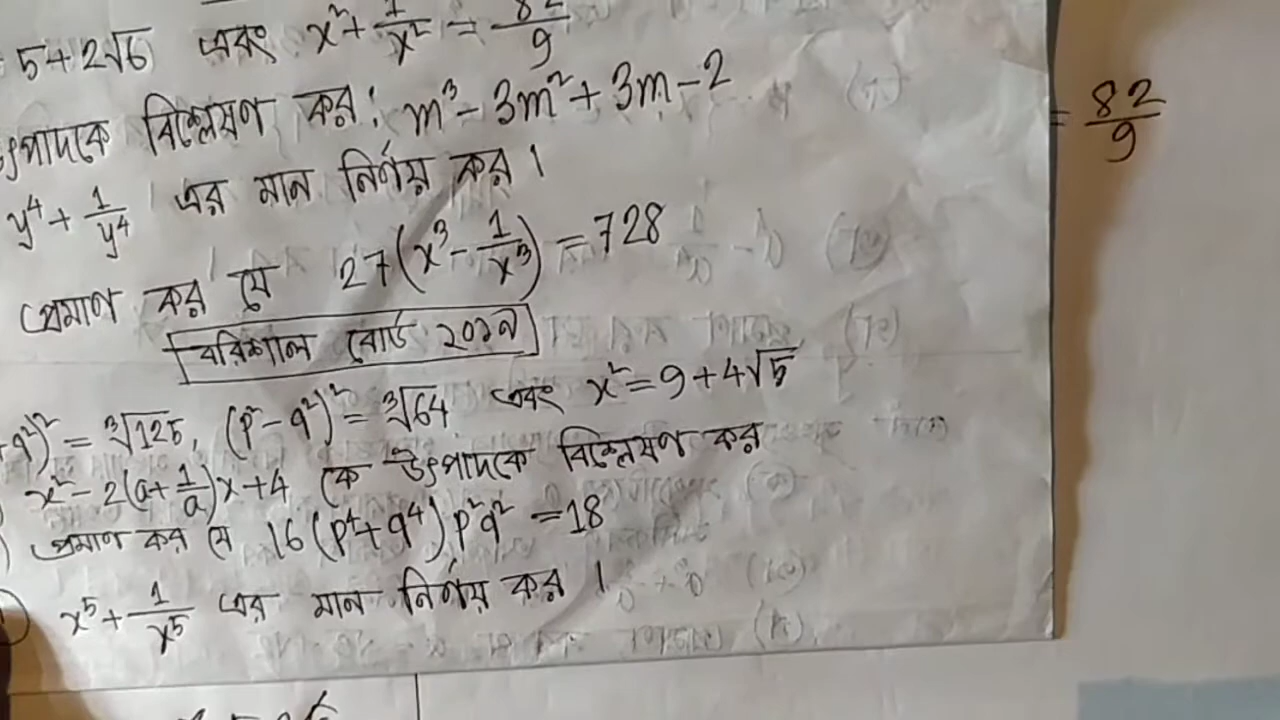 = 5+2√6 এবং x²+1/x² = 82/9
উৎপাদকে বিশ্লেষণ কর: m³-3m²+3m-2
= 82/9
y⁴+1/y⁴ এর মান নির্ণয় কর।
প্রমাণ কর যে 27(x³-1/x³)=728
বরিশাল বোর্ড ২০১৭
+q²)² = ³√125, (p²-q²)² = ³√64 এবং x²=9+4√5
x²-2(a+1/a)x+4 কে উৎপাদকে বিশ্লেষণ কর
প্রমাণ কর যে 16(p⁴+q⁴)p²q² =18
x⁵+1/x⁵ এর মান নির্ণয় কর।